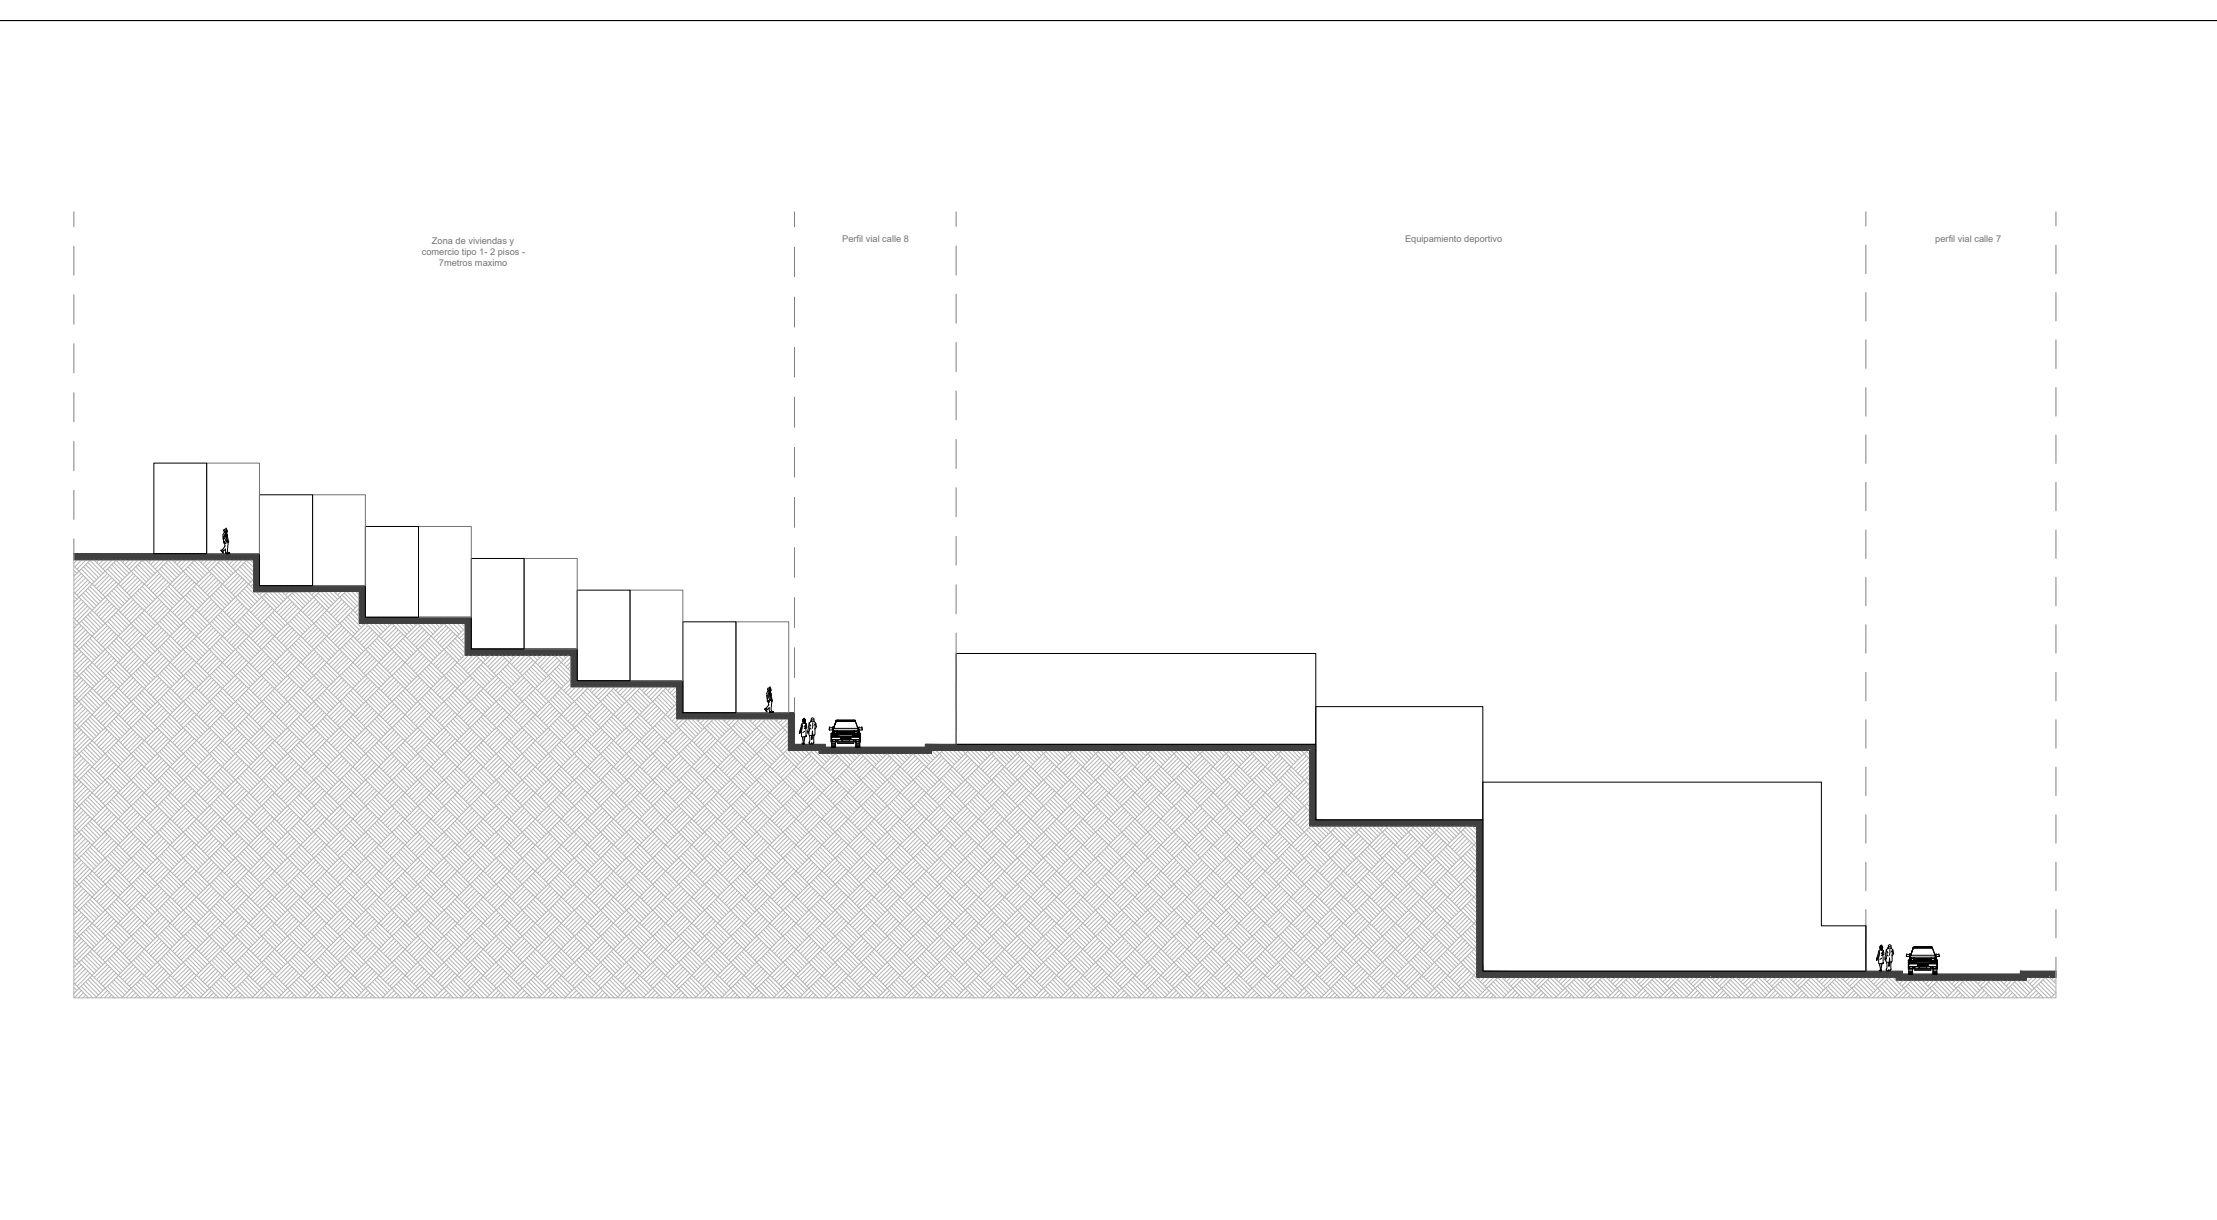 Zona de viviendas y
comercio tipo 1- 2 pisos -
7metros maximo
Perfil vial calle 8
Equipamiento deportivo
perfil vial calle 7